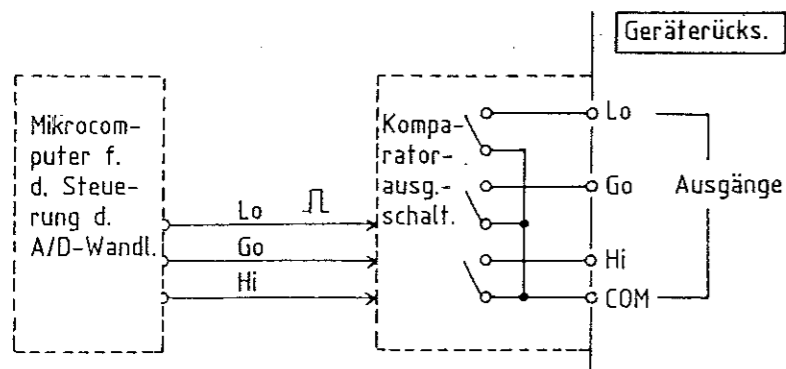 Geräterücks.
Mikrocom-
puter f.
d. Steue-
rung d.
A/D-Wandl.
Lo
Go
Hi
Kompa-
rator-
ausg.-
schalt.
Lo
Go
Hi
COM
Ausgänge